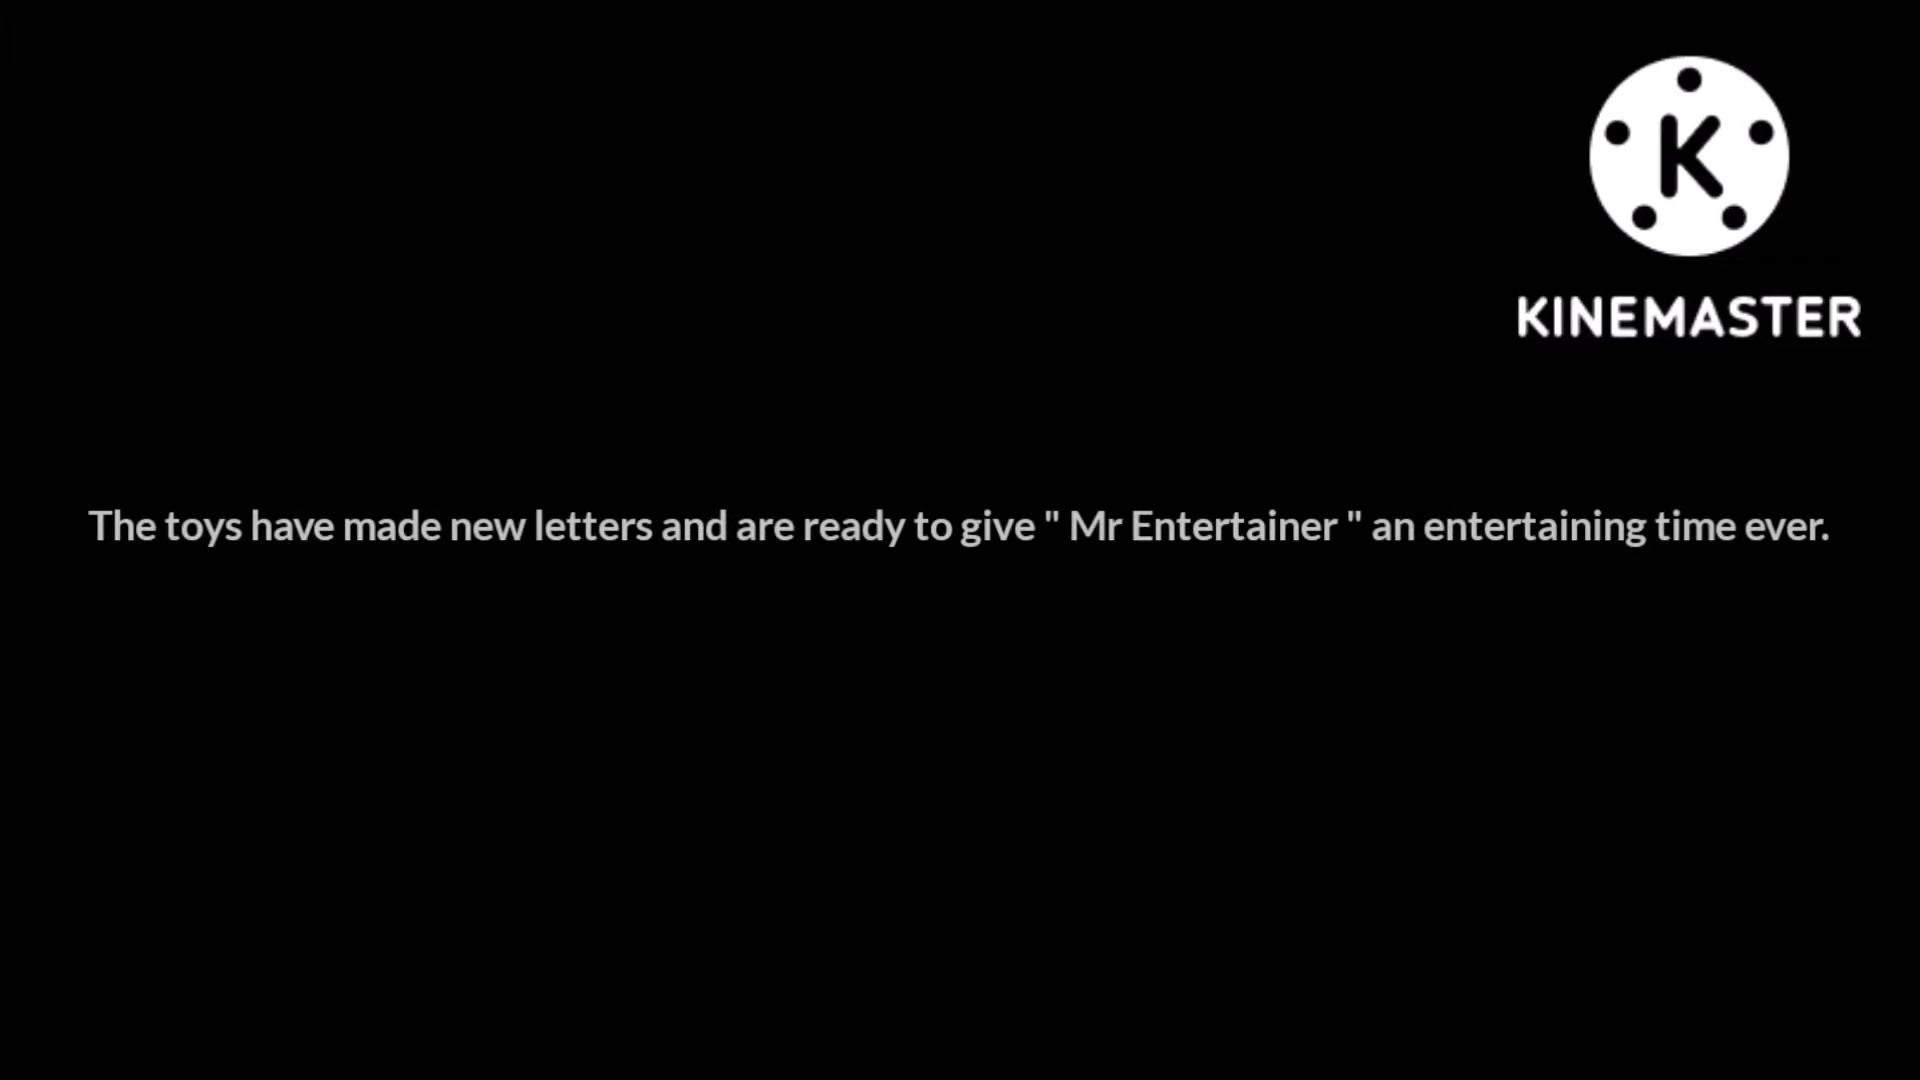 K
KINEMASTER
The toys have made new letters and are ready to give " Mr Entertainer " an entertaining time ever.